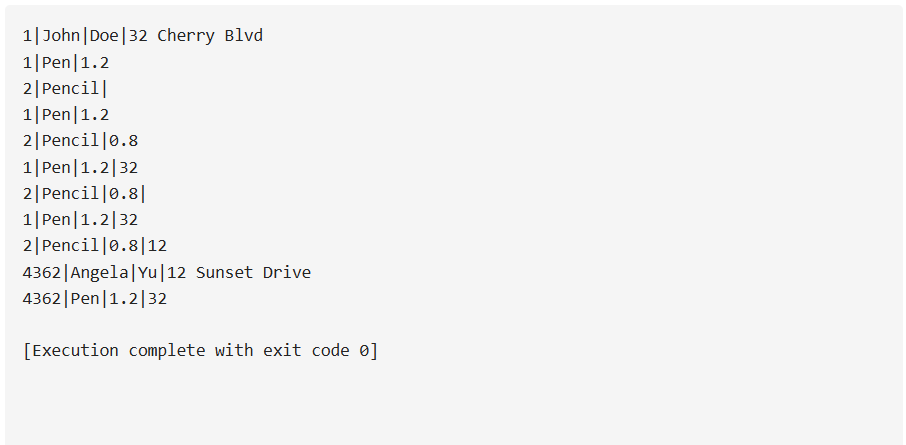 1|John|Doe|32 Cherry Blvd
1|Pen|1.2
2|Pencil|
1|Pen|1.2
2|Pencil|0.8
1|Pen|1.2|32
2|Pencil|0.8|
1|Pen|1.2|32
2|Pencil|0.8|12
4362|Angela|Yu|12 Sunset Drive
4362|Pen|1.2|32
[Execution complete with exit code 0]